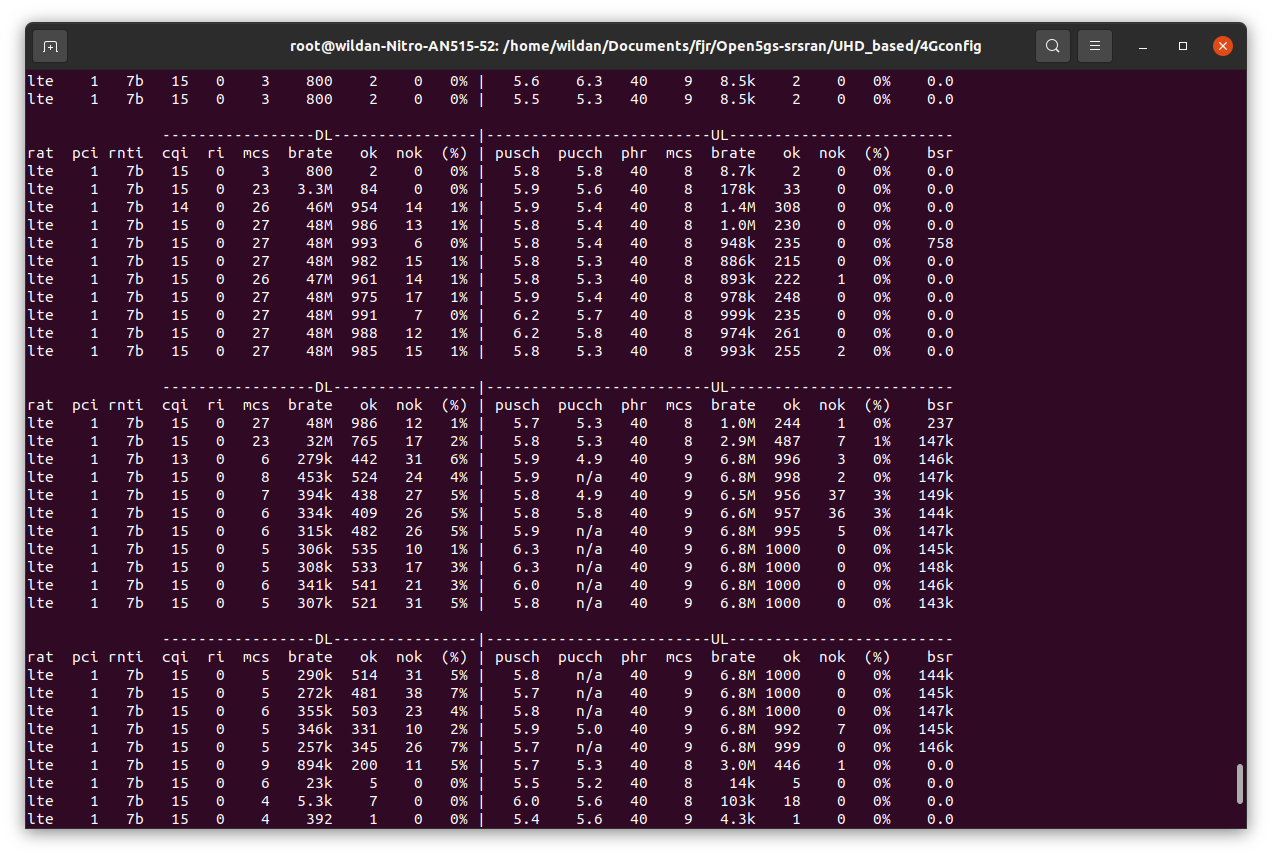 root@wildan-Nitro-AN515-52: /home/wildan/Documents/fjr/Open5gs-srsran/UHD_based/4Gconfig
lte    1   7b   15   0    3    800    2    0   0% |   5.6    6.3   40    9   8.5k    2    0   0%    0.0
lte    1   7b   15   0    3    800    2    0   0% |   5.5    5.3   40    9   8.5k    2    0   0%    0.0
               -----------------DL----------------|-------------------------UL-------------------------
rat  pci rnti  cqi  ri  mcs  brate   ok  nok  (%) | pusch  pucch  phr  mcs  brate   ok  nok  (%)    bsr
lte    1   7b   15   0    3    800    2    0   0% |   5.8    5.8   40    8   8.7k    2    0   0%    0.0
lte    1   7b   15   0   23   3.3M   84    0   0% |   5.9    5.6   40    8   178k   33    0   0%    0.0
lte    1   7b   14   0   26    46M  954   14   1% |   5.9    5.4   40    8   1.4M  308    0   0%    0.0
lte    1   7b   15   0   27    48M  986   13   1% |   5.8    5.4   40    8   1.0M  230    0   0%    0.0
lte    1   7b   15   0   27    48M  993    6   0% |   5.8    5.4   40    8   948k  235    0   0%    758
lte    1   7b   15   0   27    48M  982   15   1% |   5.8    5.3   40    8   886k  215    0   0%    0.0
lte    1   7b   15   0   26    47M  961   14   1% |   5.8    5.3   40    8   893k  222    1   0%    0.0
lte    1   7b   15   0   27    48M  975   17   1% |   5.9    5.4   40    8   978k  248    0   0%    0.0
lte    1   7b   15   0   27    48M  991    7   0% |   6.2    5.7   40    8   999k  235    0   0%    0.0
lte    1   7b   15   0   27    48M  988   12   1% |   6.2    5.8   40    8   974k  261    0   0%    0.0
lte    1   7b   15   0   27    48M  985   15   1% |   5.8    5.3   40    8   993k  255    2   0%    0.0
               -----------------DL----------------|-------------------------UL-------------------------
rat  pci rnti  cqi  ri  mcs  brate   ok  nok  (%) | pusch  pucch  phr  mcs  brate   ok  nok  (%)    bsr
lte    1   7b   15   0   27    48M  986   12   1% |   5.7    5.3   40    8   1.0M  244    1   0%    237
lte    1   7b   15   0   23    32M  765   17   2% |   5.8    5.3   40    8   2.9M  487    7   1%   147k
lte    1   7b   13   0    6   279k  442   31   6% |   5.9    4.9   40    9   6.8M  996    3   0%   146k
lte    1   7b   15   0    8   453k  524   24   4% |   5.9    n/a   40    9   6.8M  998    2   0%   147k
lte    1   7b   15   0    7   394k  438   27   5% |   5.8    4.9   40    9   6.5M  956   37   3%   149k
lte    1   7b   15   0    6   334k  409   26   5% |   5.8    5.8   40    9   6.6M  957   36   3%   144k
lte    1   7b   15   0    6   315k  482   26   5% |   5.9    n/a   40    9   6.8M  995    5   0%   147k
lte    1   7b   15   0    5   306k  535   10   1% |   6.3    n/a   40    9   6.8M 1000    0   0%   145k
lte    1   7b   15   0    5   308k  533   17   3% |   6.3    n/a   40    9   6.8M 1000    0   0%   148k
lte    1   7b   15   0    6   341k  541   21   3% |   6.0    n/a   40    9   6.8M 1000    0   0%   146k
lte    1   7b   15   0    5   307k  521   31   5% |   5.8    n/a   40    9   6.8M 1000    0   0%   143k
               -----------------DL----------------|-------------------------UL-------------------------
rat  pci rnti  cqi  ri  mcs  brate   ok  nok  (%) | pusch  pucch  phr  mcs  brate   ok  nok  (%)    bsr
lte    1   7b   15   0    5   290k  514   31   5% |   5.8    n/a   40    9   6.8M 1000    0   0%   144k
lte    1   7b   15   0    5   272k  481   38   7% |   5.7    n/a   40    9   6.8M 1000    0   0%   145k
lte    1   7b   15   0    6   355k  503   23   4% |   5.8    n/a   40    9   6.8M 1000    0   0%   147k
lte    1   7b   15   0    5   346k  331   10   2% |   5.9    5.0   40    9   6.8M  992    7   0%   145k
lte    1   7b   15   0    5   257k  345   26   7% |   5.7    n/a   40    9   6.8M  999    0   0%   146k
lte    1   7b   15   0    9   894k  200   11   5% |   5.7    5.3   40    8   3.0M  446    1   0%    0.0
lte    1   7b   15   0    6    23k    5    0   0% |   5.5    5.2   40    8    14k    5    0   0%    0.0
lte    1   7b   15   0    4   5.3k    7    0   0% |   6.0    5.6   40    8   103k   18    0   0%    0.0
lte    1   7b   15   0    4    392    1    0   0% |   5.4    5.6   40    9   4.3k    1    0   0%    0.0